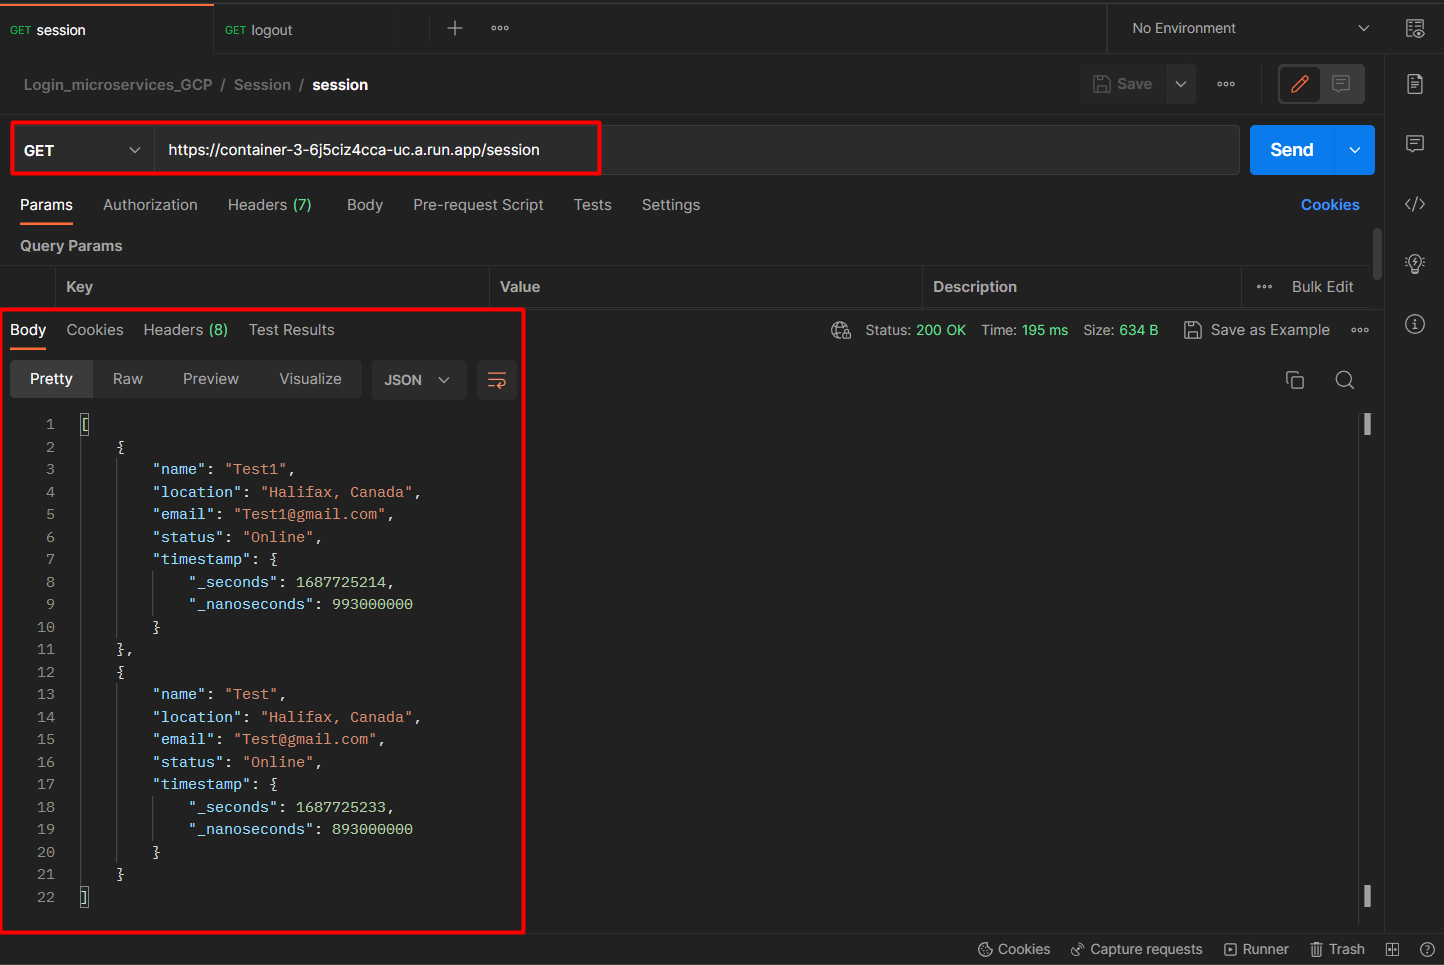 GET session
GET logout
No Environment
Login_microservices_GCP / Session / session
Save
GET
https://container-3-6j5ciz4cca-uc.a.run.app/session
Send
Params Authorization Headers (7) Body Pre-request Script Tests Settings Cookies
Query Params
Key Value Description Bulk Edit
Body Cookies Headers (8) Test Results Status: 200 OK Time: 195 ms Size: 634 B Save as Example
Pretty Raw Preview Visualize JSON
1 [
2 {
3 "name": "Test1",
4 "location": "Halifax, Canada",
5 "email": "Test1@gmail.com",
6 "status": "Online",
7 "timestamp": {
8 "_seconds": 1687725214,
9 "_nanoseconds": 993000000
10 }
11 },
12 {
13 "name": "Test",
14 "location": "Halifax, Canada",
15 "email": "Test@gmail.com",
16 "status": "Online",
17 "timestamp": {
18 "_seconds": 1687725233,
19 "_nanoseconds": 893000000
20 }
21 }
22 ]
Cookies Capture requests Runner Trash